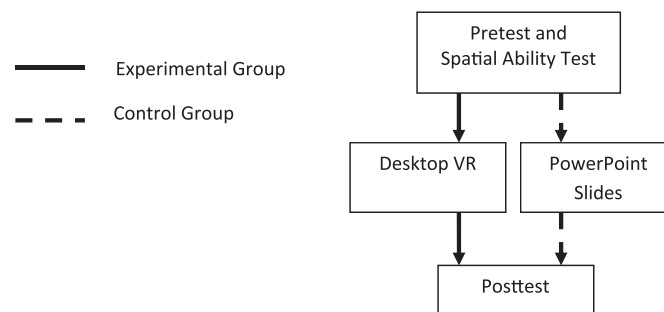 Pretest and
Spatial Ability Test
Experimental Group
Control Group
Desktop VR
PowerPoint
Slides
Posttest